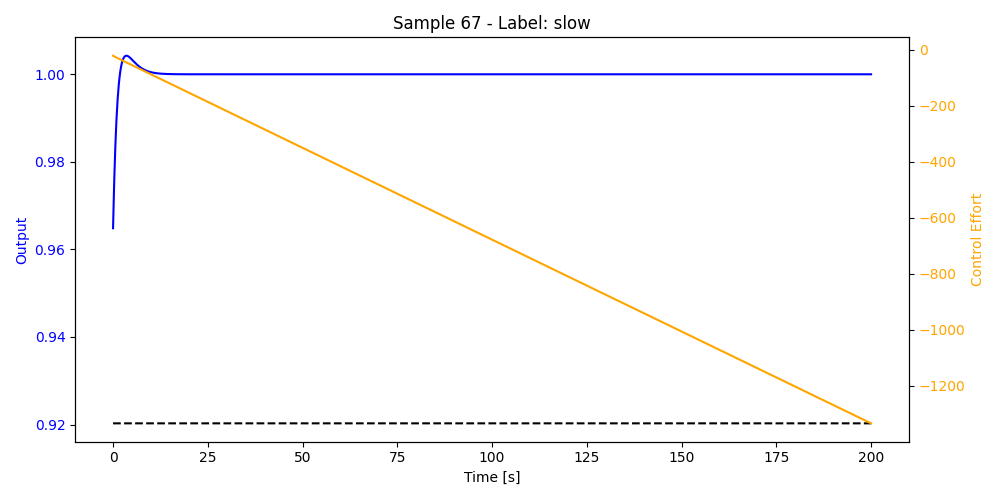 Sample 67 - Label: slow
1.00
0.98
0.96
0.94
0.92
Output
0
−200
−400
−600
−800
−1000
−1200
Control Effort
0 25 50 75 100 125 150 175 200
Time [s]